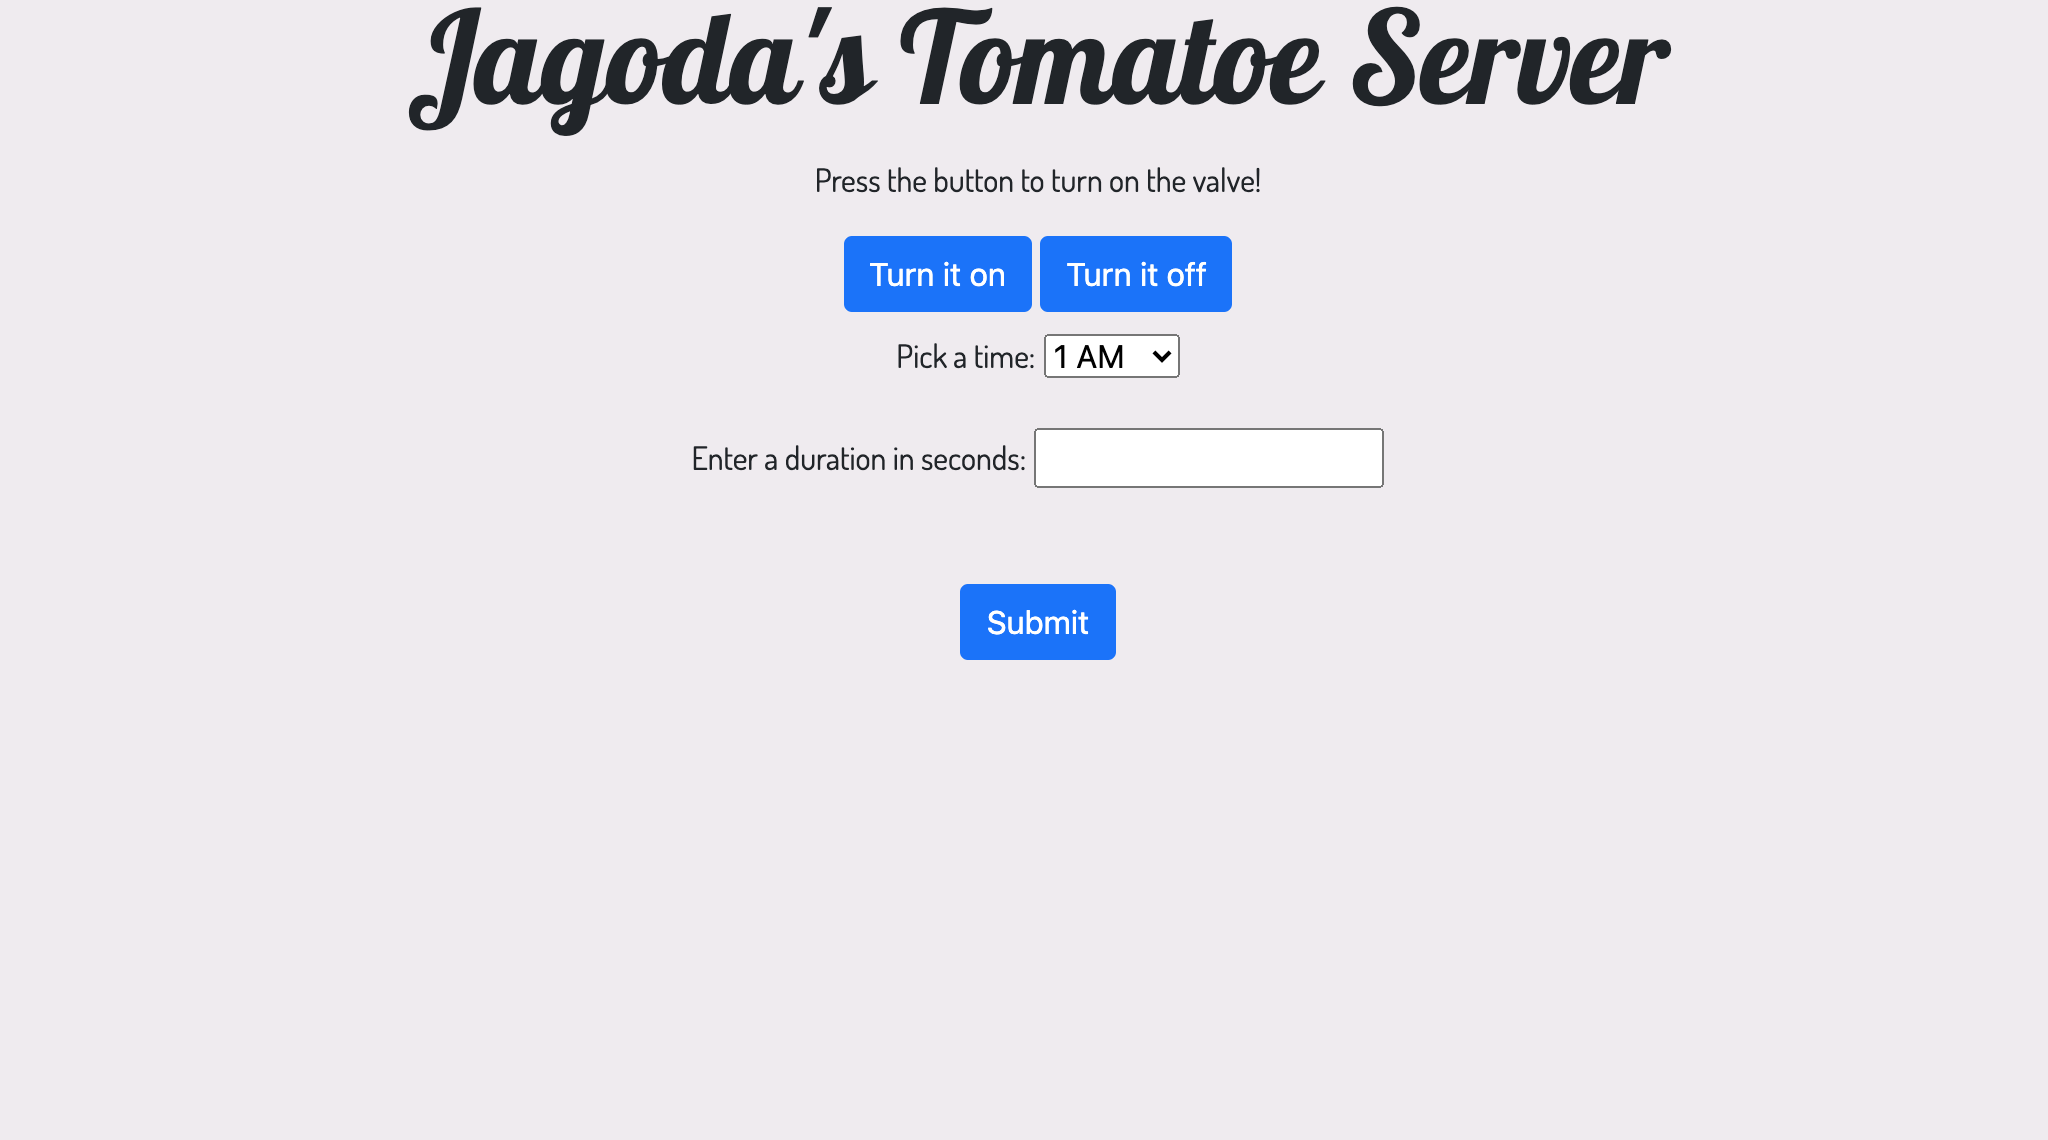 Jagoda's Tomatoe Server
Press the button to turn on the valve!
Turn it on Turn it off
Pick a time: 1 AM
Enter a duration in seconds:
Submit